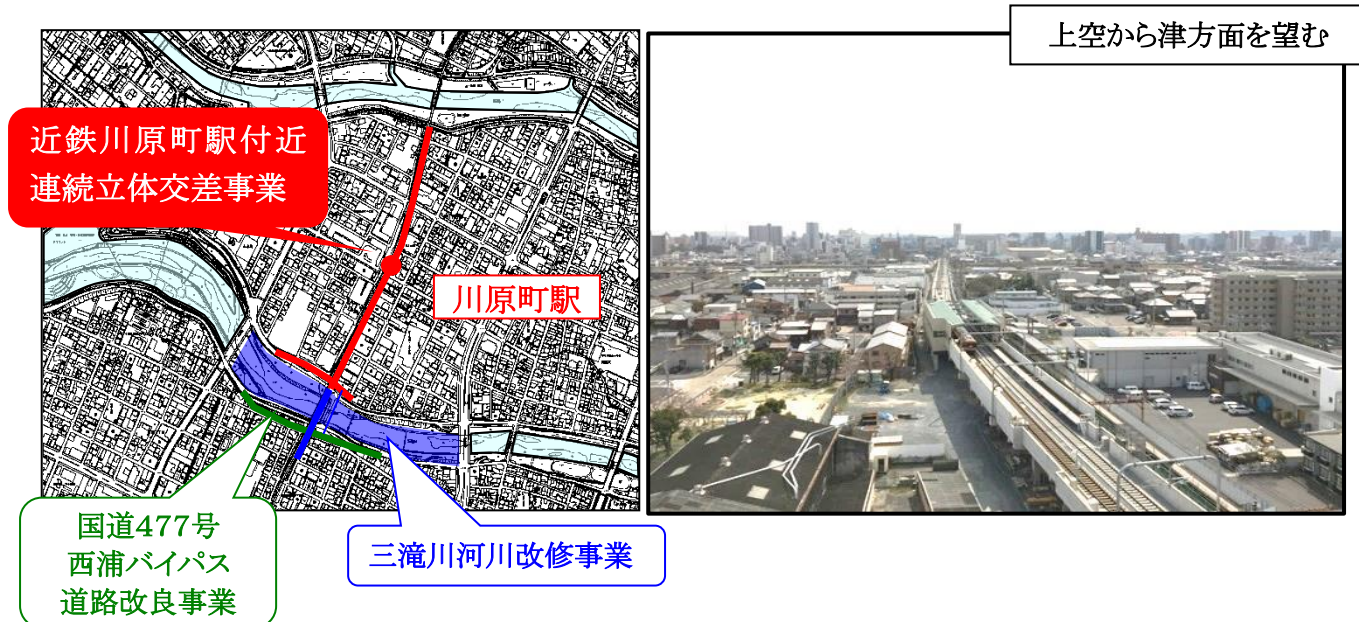 上空から津方面を望む
近鉄川原町駅付近
連続立体交差事業
川原町駅
国道477号
西浦バイパス
道路改良事業
三滝川河川改修事業